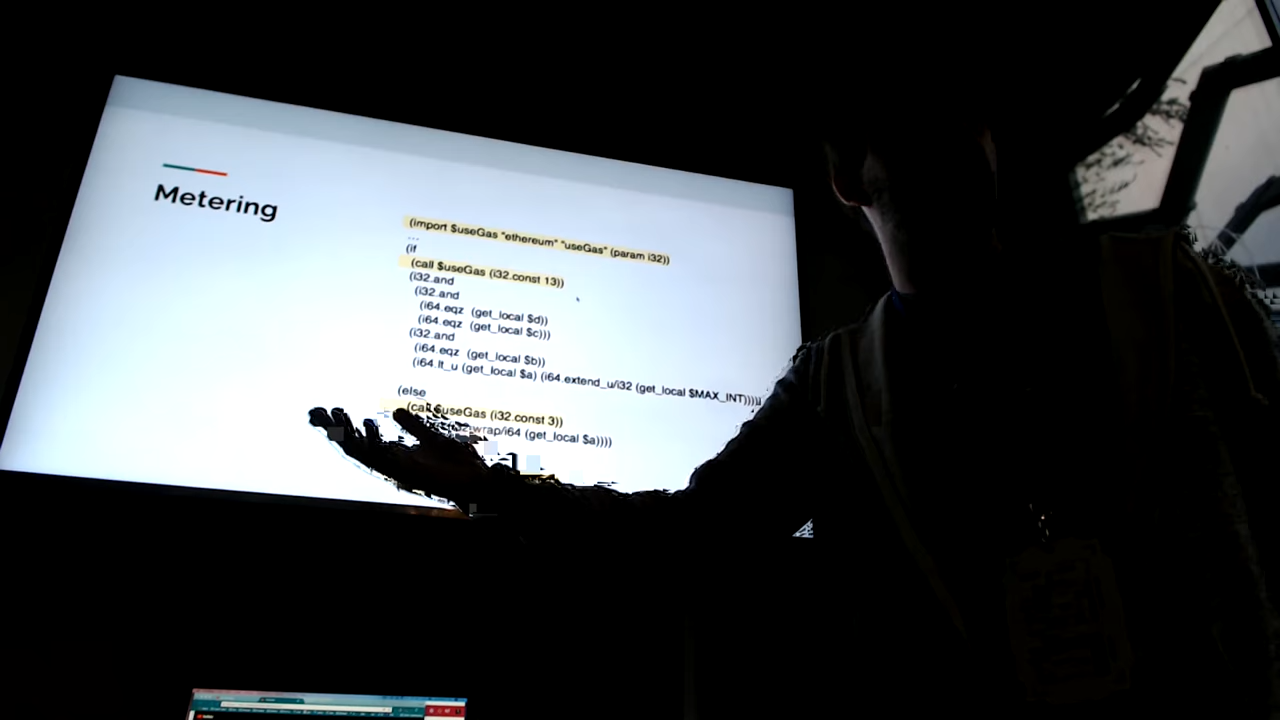 Metering
(import $useGas "ethereum" "useGas" (param i32))
...
(if
(call $useGas (i32.const 13))
(i32.and
(i32.and
(i64.eqz (get_local $d))
(i64.eqz (get_local $c)))
(i32.and
(i64.eqz (get_local $b))
(i64.lt_u (get_local $a) (i64.extend_u/i32 (get_local $MAX_INT)))))
(else
(call $useGas (i32.const 3))
wrap/i64 (get_local $a))))